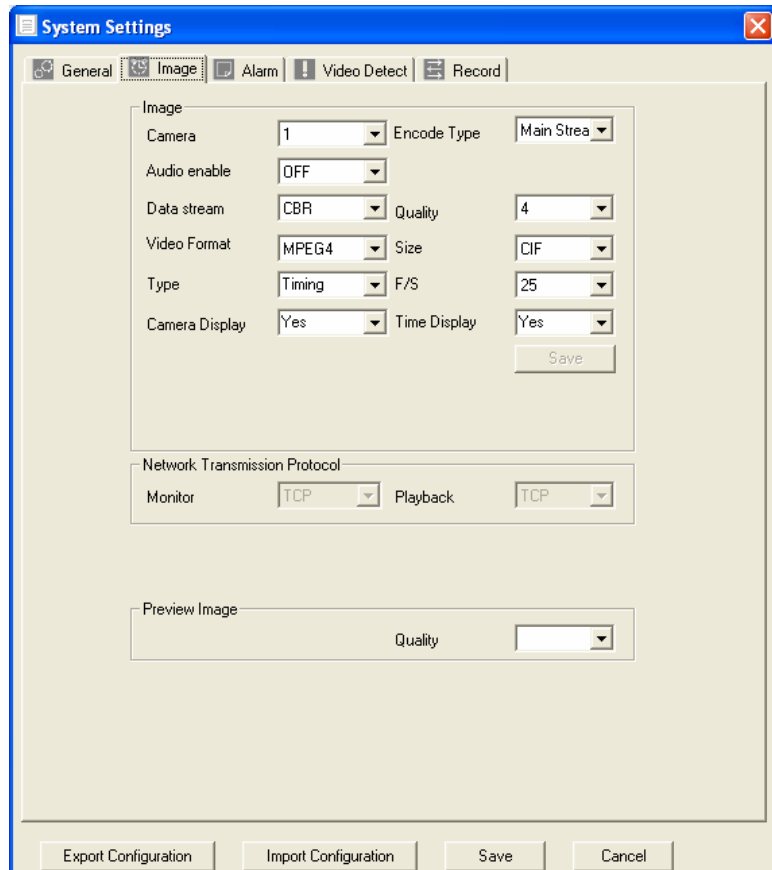 System Settings
General Image Alarm Video Detect Record
Image
Camera 1 Encode Type Main Strea
Audio enable OFF
Data stream CBR Quality 4
Video Format MPEG4 Size CIF
Type Timing F/S 25
Camera Display Yes Time Display Yes
Save
Network Transmission Protocol
Monitor TCP Playback TCP
Preview Image
Quality
Export Configuration Import Configuration Save Cancel